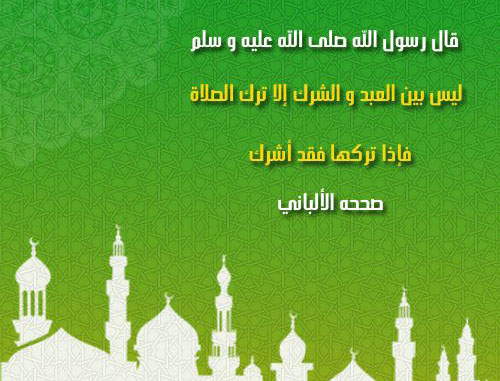 قال رسول الله صلى الله عليه و سلم
ليس بين العبد و الشرك إلا ترك الصلاة
فإذا تركها فقد أشرك
صححه الألباني